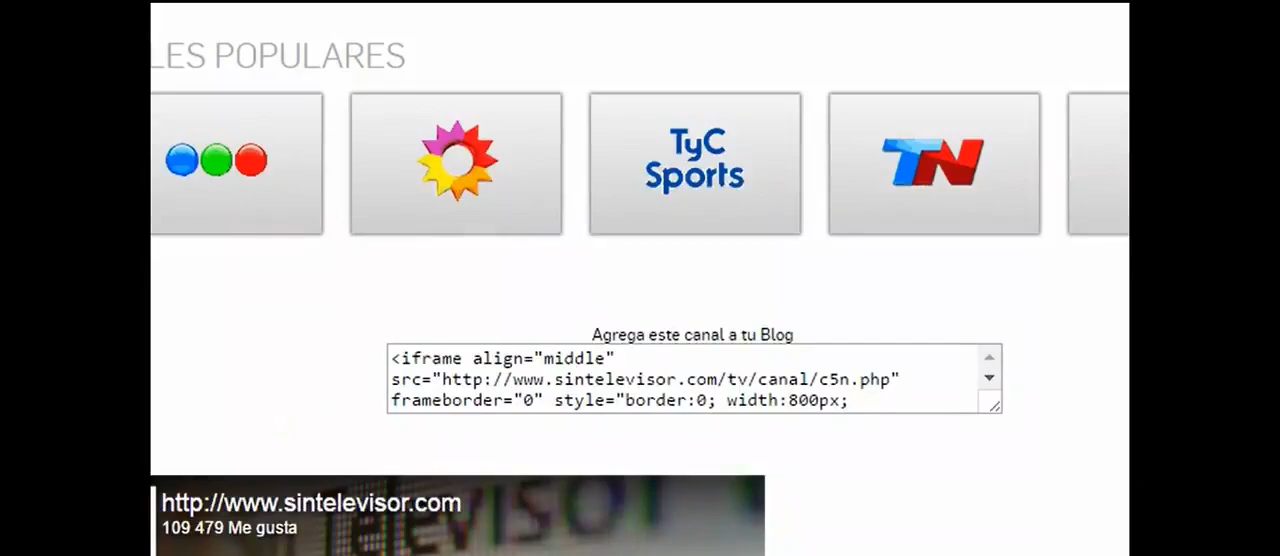 LES POPULARES
TyC
Sports
TN
Agrega este canal a tu Blog
<iframe align="middle"
src="http://www.sintelevisor.com/tv/canal/c5n.php"
frameborder="0" style="border:0; width:800px;
http://www.sintelevisor.com
109 479 Me gusta